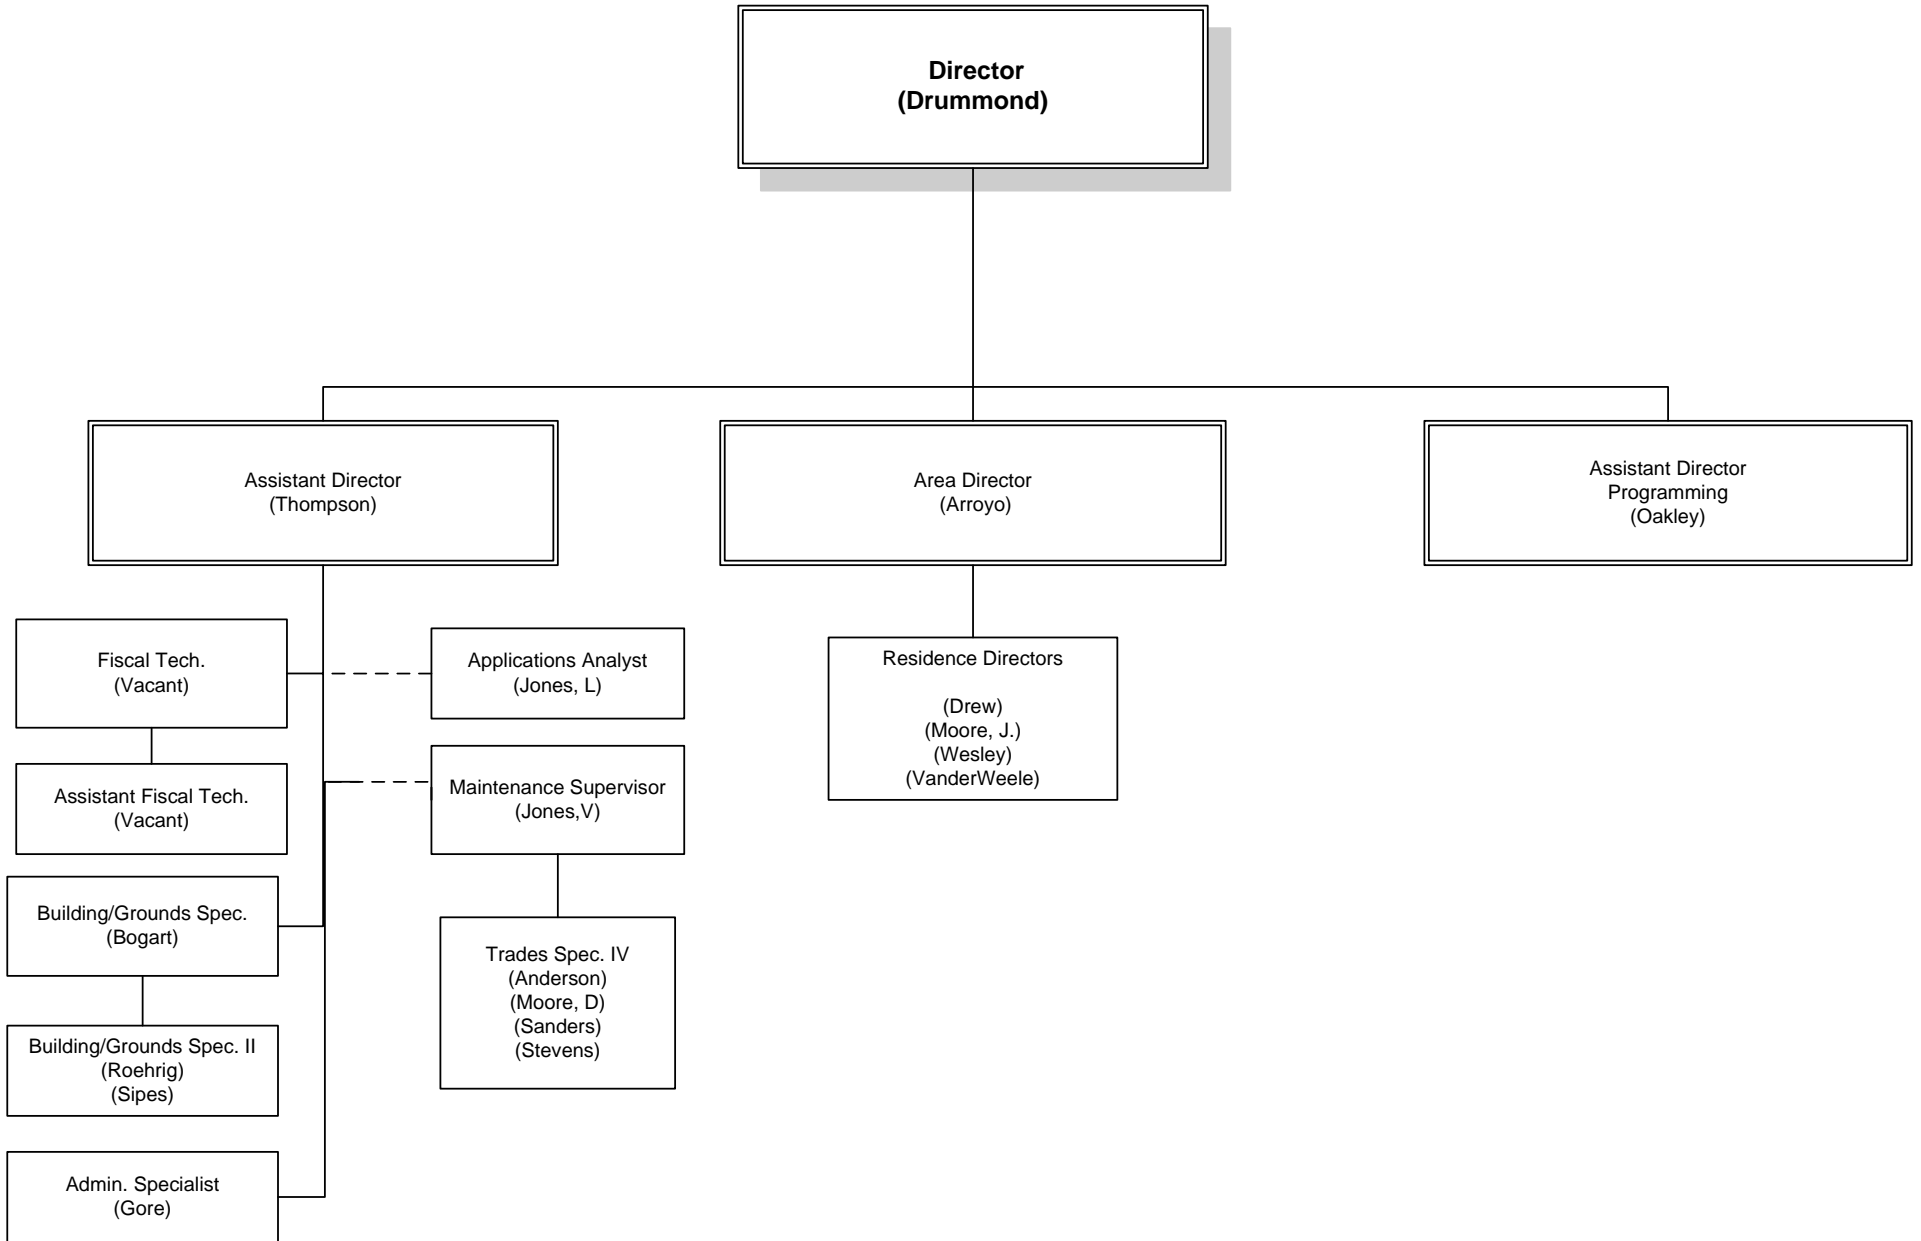 Director
(Drummond)
Assistant Director
(Thompson)
Area Director
(Arroyo)
Assistant Director
Programming
(Oakley)
Fiscal Tech.
(Vacant)
Applications Analyst
(Jones, L)
Residence Directors
(Drew)
(Moore, J.)
(Wesley)
(VanderWeele)
Assistant Fiscal Tech.
(Vacant)
Maintenance Supervisor
(Jones,V)
Building/Grounds Spec.
(Bogart)
Trades Spec. IV
(Anderson)
(Moore, D)
(Sanders)
(Stevens)
Building/Grounds Spec. II
(Roehrig)
(Sipes)
Admin. Specialist
(Gore)